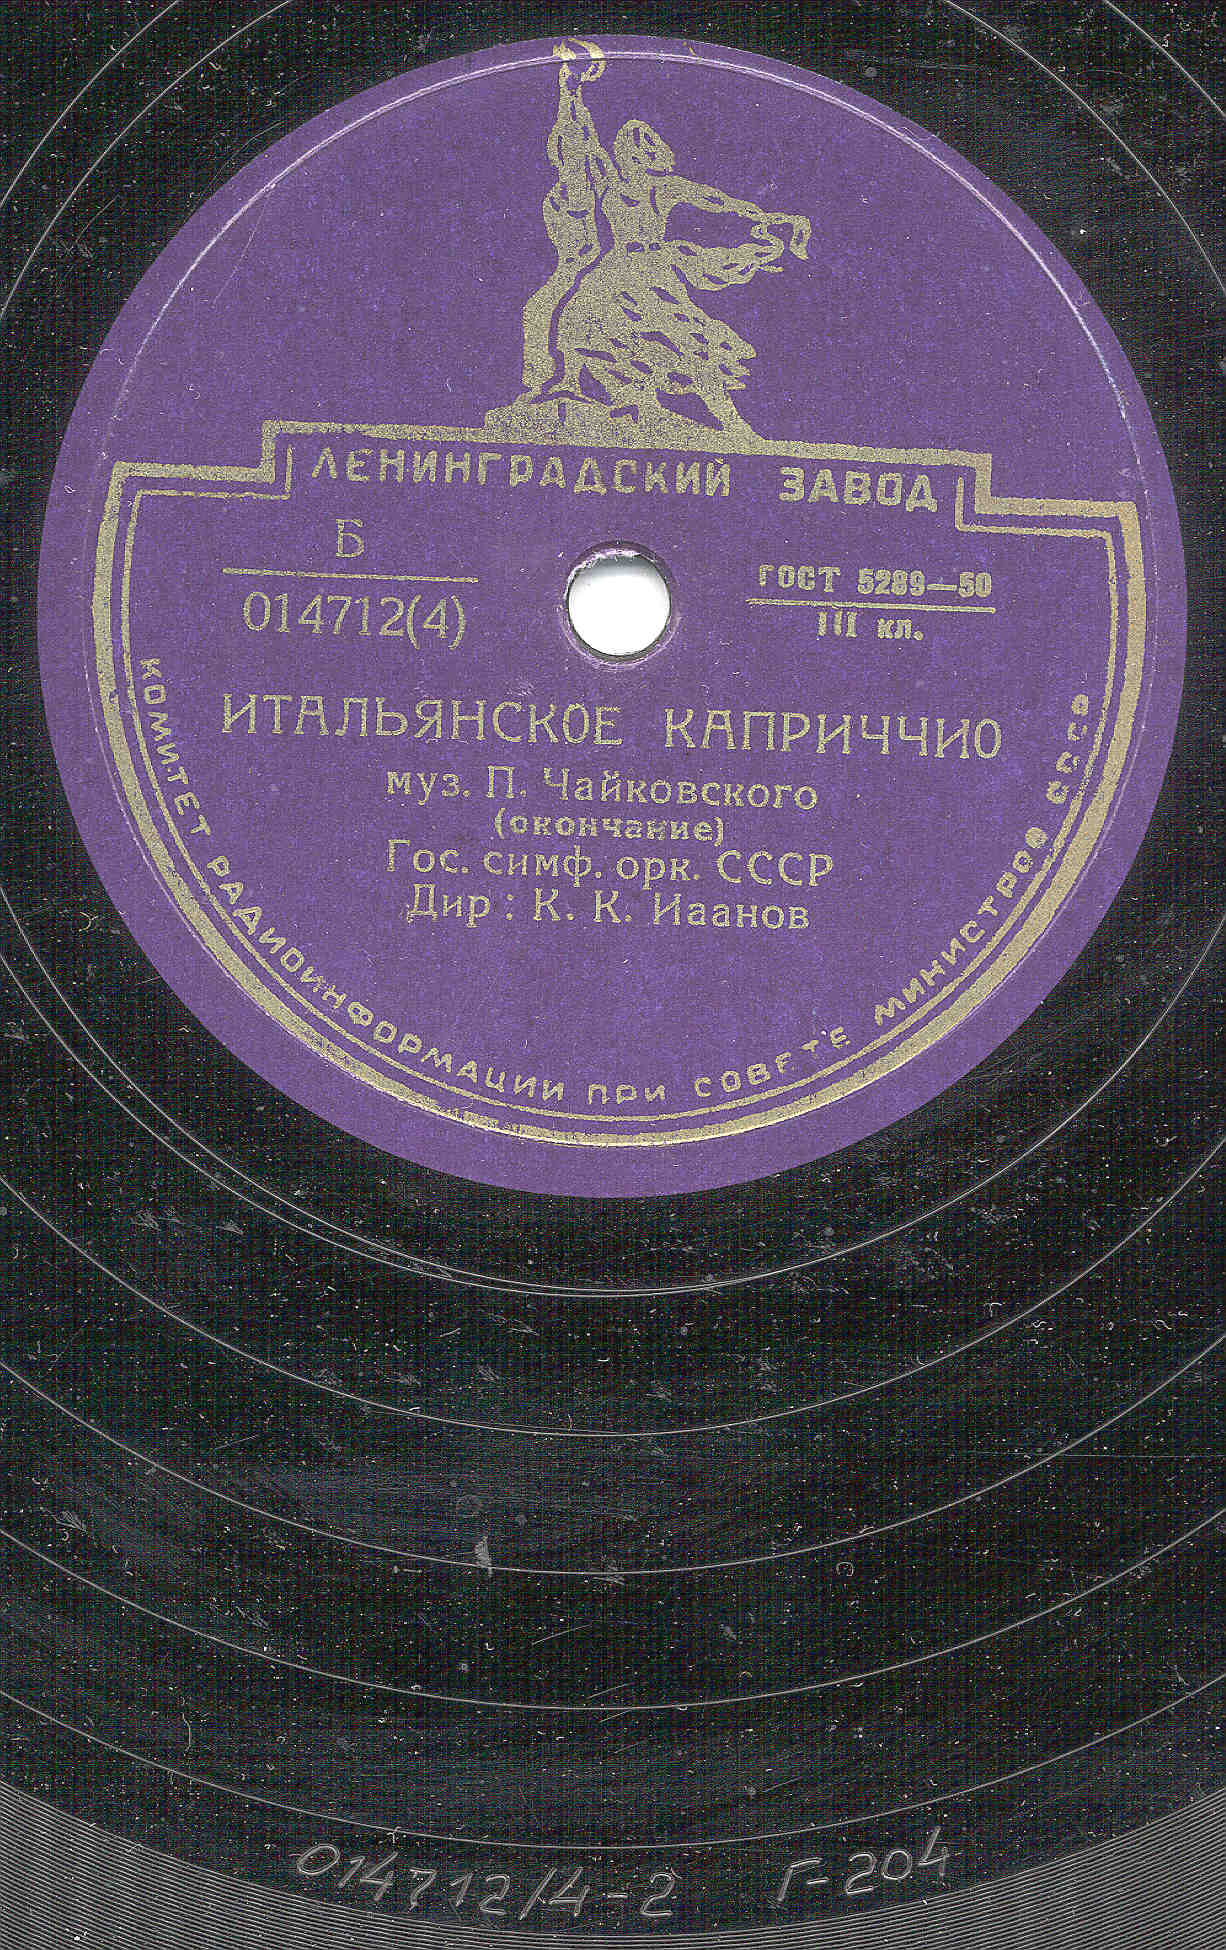 ЛЕНИНГРАДСКИЙ ЗАВОД
Б
014712(4)
ГОСТ 5289—50
III кл.
ИТАЛЬЯНСКОЕ КАПРИЧЧИО
муз. П. Чайковского
(окончание)
Гос. симф. орк. СССР
Дир : К. К. Иаанов
КОМИТЕТ РАДИОИНФОРМАЦИИ ПРИ СОВЕТЕ МИНИСТРОВ СССР
014712/4-2 Г-204